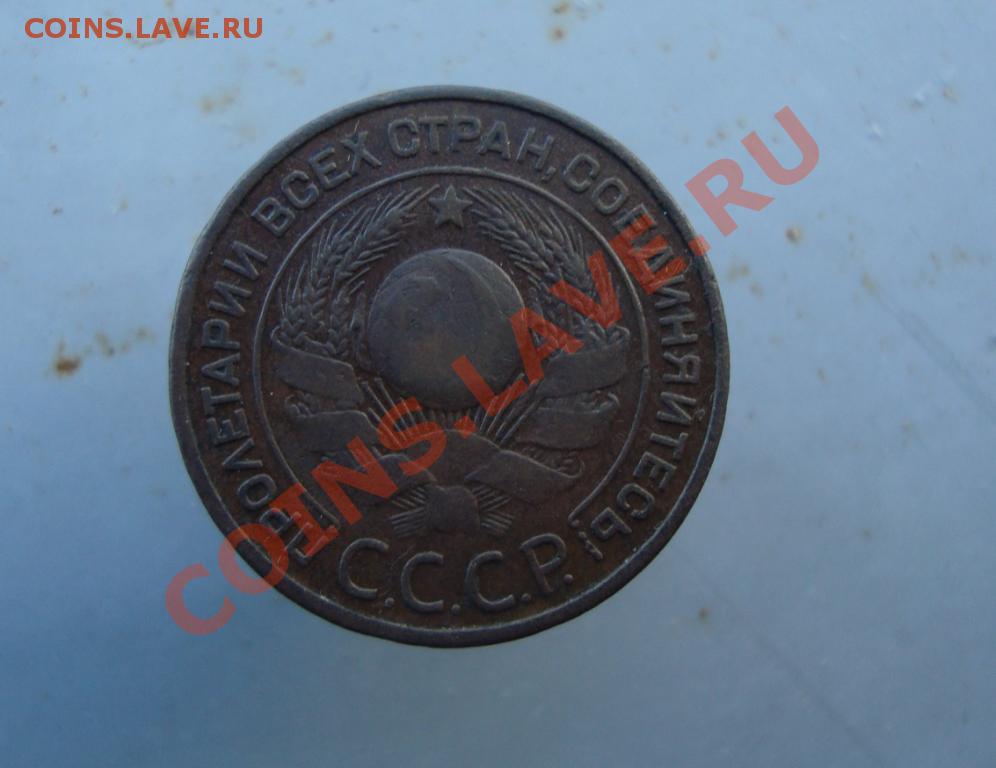 COINS.LAVE.RU
ПРОЛЕТАРИИ ВСЕХ СТРАН, СОЕДИНЯЙТЕСЬ!
С.С.С.Р.
COINS.LAVE.RU